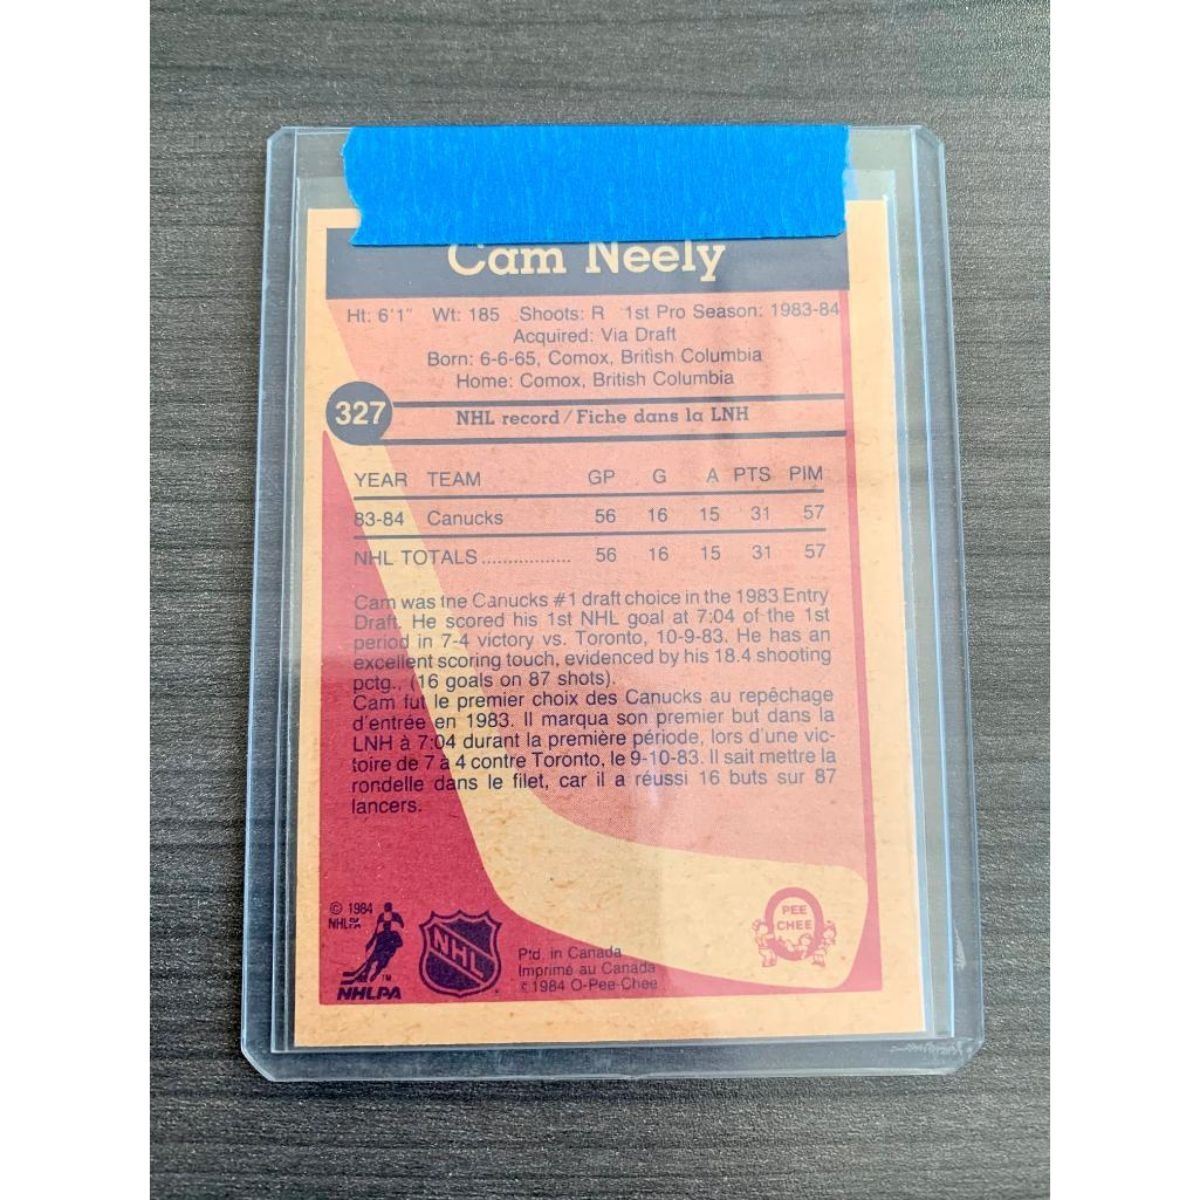 Cam Neely
Ht: 6'1" Wt: 185 Shoots: R 1st Pro Season: 1983-84
Acquired: Via Draft
Born: 6-6-65, Comox, British Columbia
Home: Comox, British Columbia
327
NHL record/Fiche dans la LNH
YEAR TEAM GP G A PTS PIM
83-84 Canucks 56 16 15 31 57
NHL TOTALS................. 56 16 15 31 57
Cam was the Canucks #1 draft choice in the 1983 Entry
Draft. He scored his 1st NHL goal at 7:04 of the 1st
period in 7-4 victory vs. Toronto, 10-9-83. He has an
excellent scoring touch, evidenced by his 18.4 shooting
pctg., (16 goals on 87 shots).
Cam fut le premier choix des Canucks au repêchage
d'entrée en 1983. Il marqua son premier but dans la
LNH à 7:04 durant la première période, lors d'une vic-
toire de 7 à 4 contre Toronto, le 9-10-83. Il sait mettre la
rondelle dans le filet, car il a réussi 16 buts sur 87
lancers.
© 1984
NHLPA
TM
NHLPA
NHL
Ptd. in Canada
Imprimé au Canada
©1984 O-Pee-Chee
PEE
CHEE